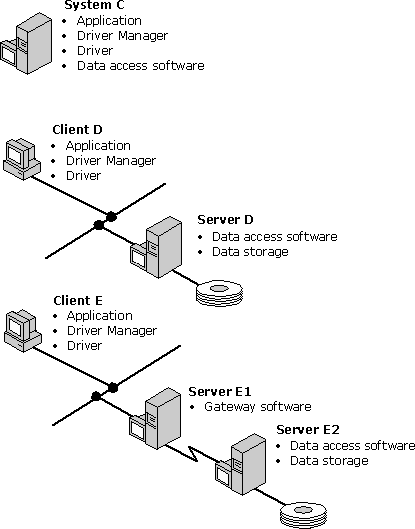 System C
• Application
• Driver Manager
• Driver
• Data access software
Client D
• Application
• Driver Manager
• Driver
Server D
• Data access software
• Data storage
Client E
• Application
• Driver Manager
• Driver
Server E1
• Gateway software
Server E2
• Data access software
• Data storage